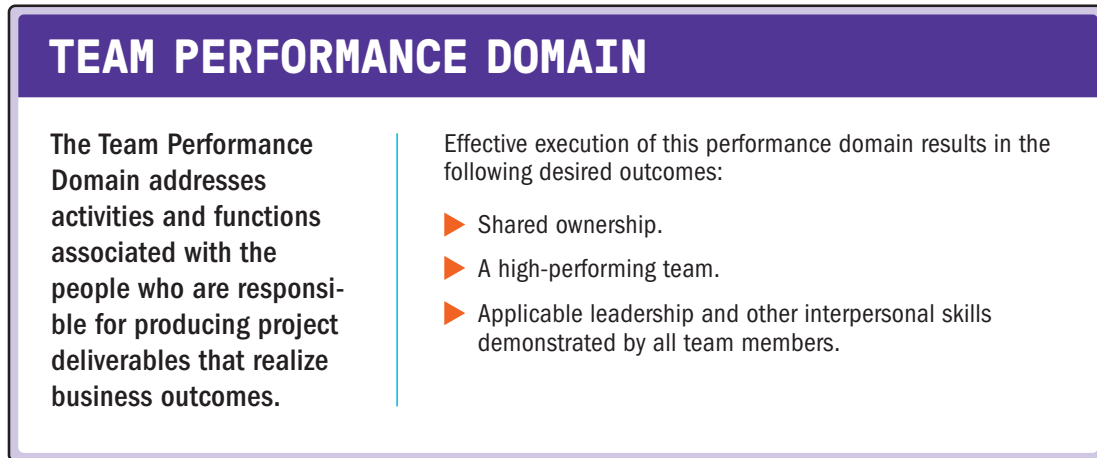 TEAM PERFORMANCE DOMAIN
The Team Performance
Domain addresses
activities and functions
associated with the
people who are responsi-
ble for producing project
deliverables that realize
business outcomes.
Effective execution of this performance domain results in the
following desired outcomes:
Shared ownership.
A high-performing team.
Applicable leadership and other interpersonal skills
demonstrated by all team members.